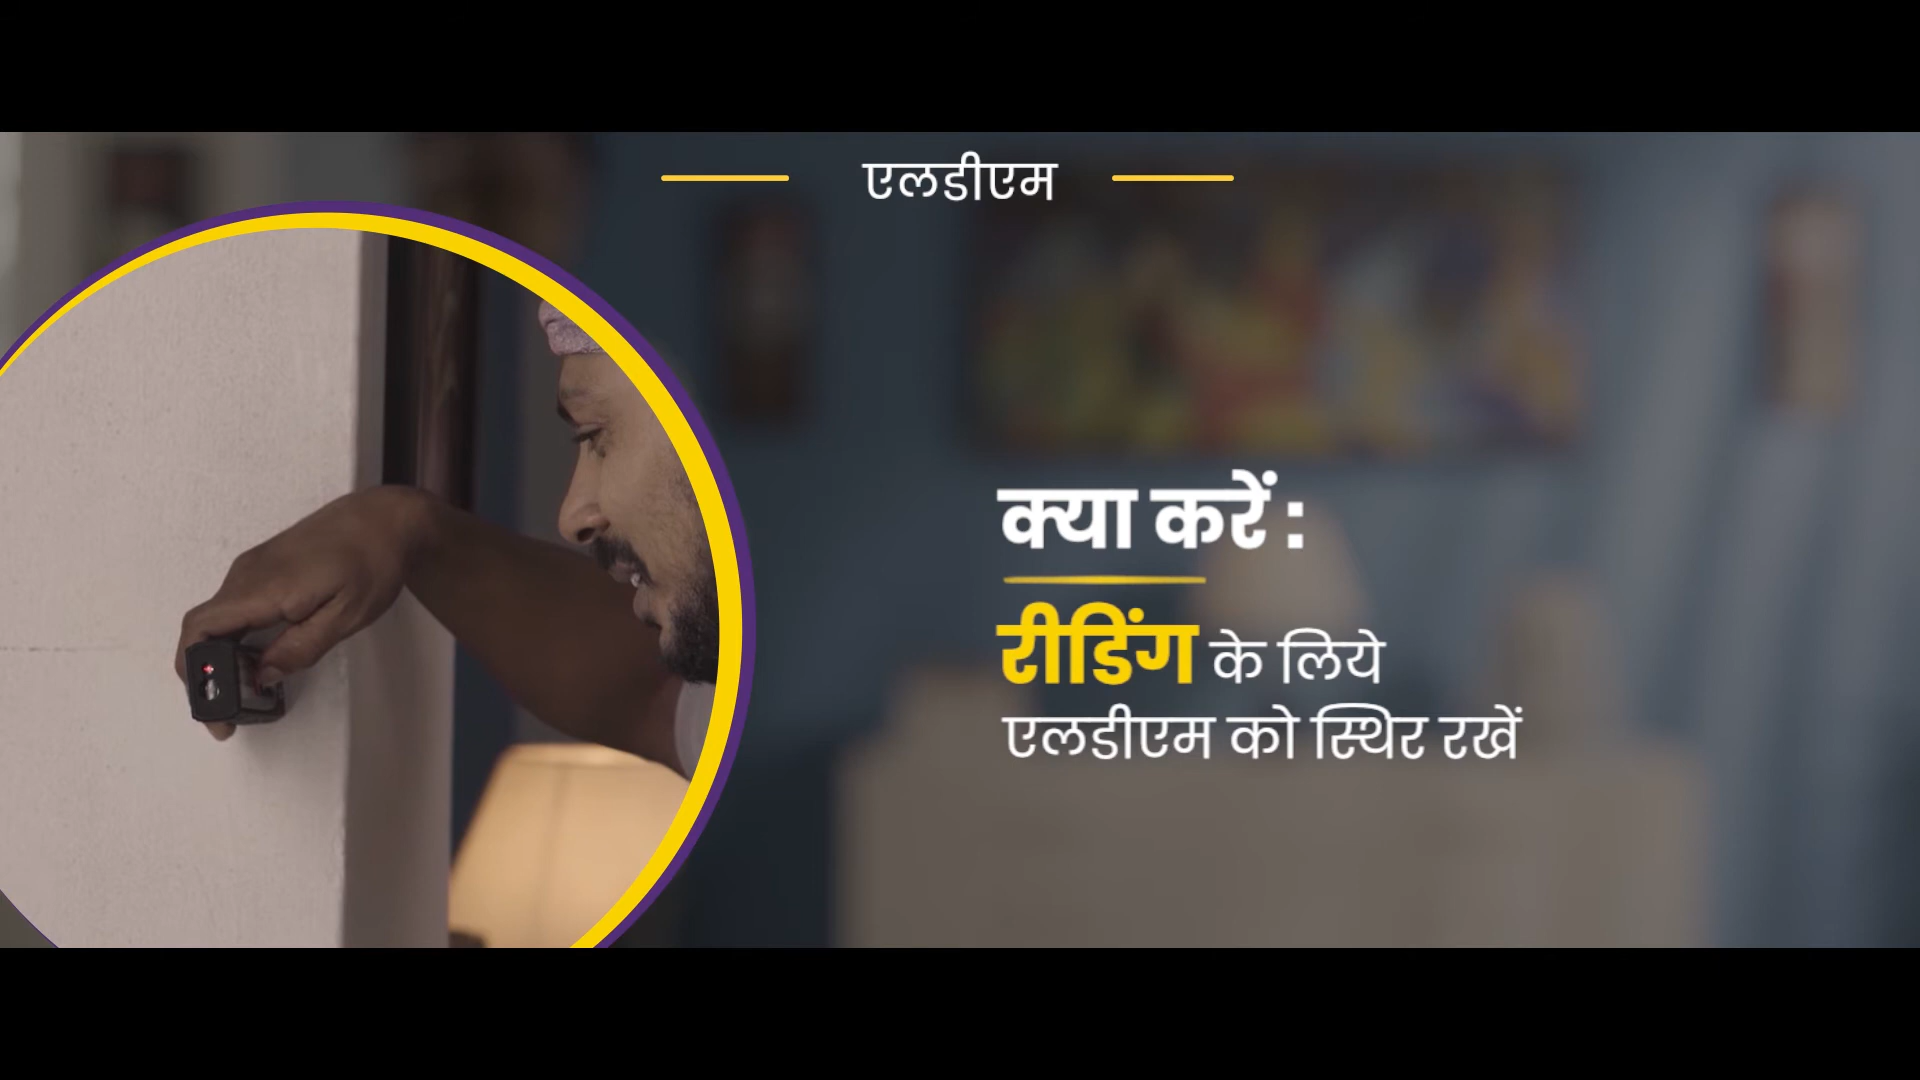 एलडीएम
क्या करें :
रीडिंग के लिये
एलडीएम को स्थिर रखें